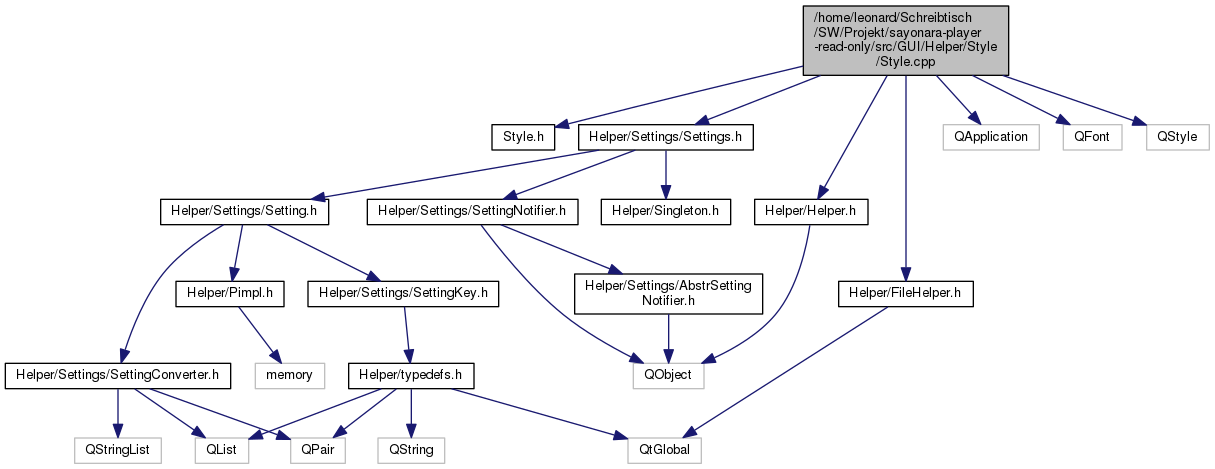 /home/leonard/Schreibtisch
/SW/Projekt/sayonara-player
-read-only/src/GUI/Helper/Style
/Style.cpp
Style.h
Helper/Settings/Settings.h
QApplication
QFont
QStyle
Helper/Settings/Setting.h
Helper/Settings/SettingNotifier.h
Helper/Singleton.h
Helper/Helper.h
Helper/Pimpl.h
Helper/Settings/SettingKey.h
Helper/Settings/AbstrSetting
Notifier.h
Helper/FileHelper.h
Helper/Settings/SettingConverter.h
memory
Helper/typedefs.h
QObject
QStringList
QList
QPair
QString
QtGlobal